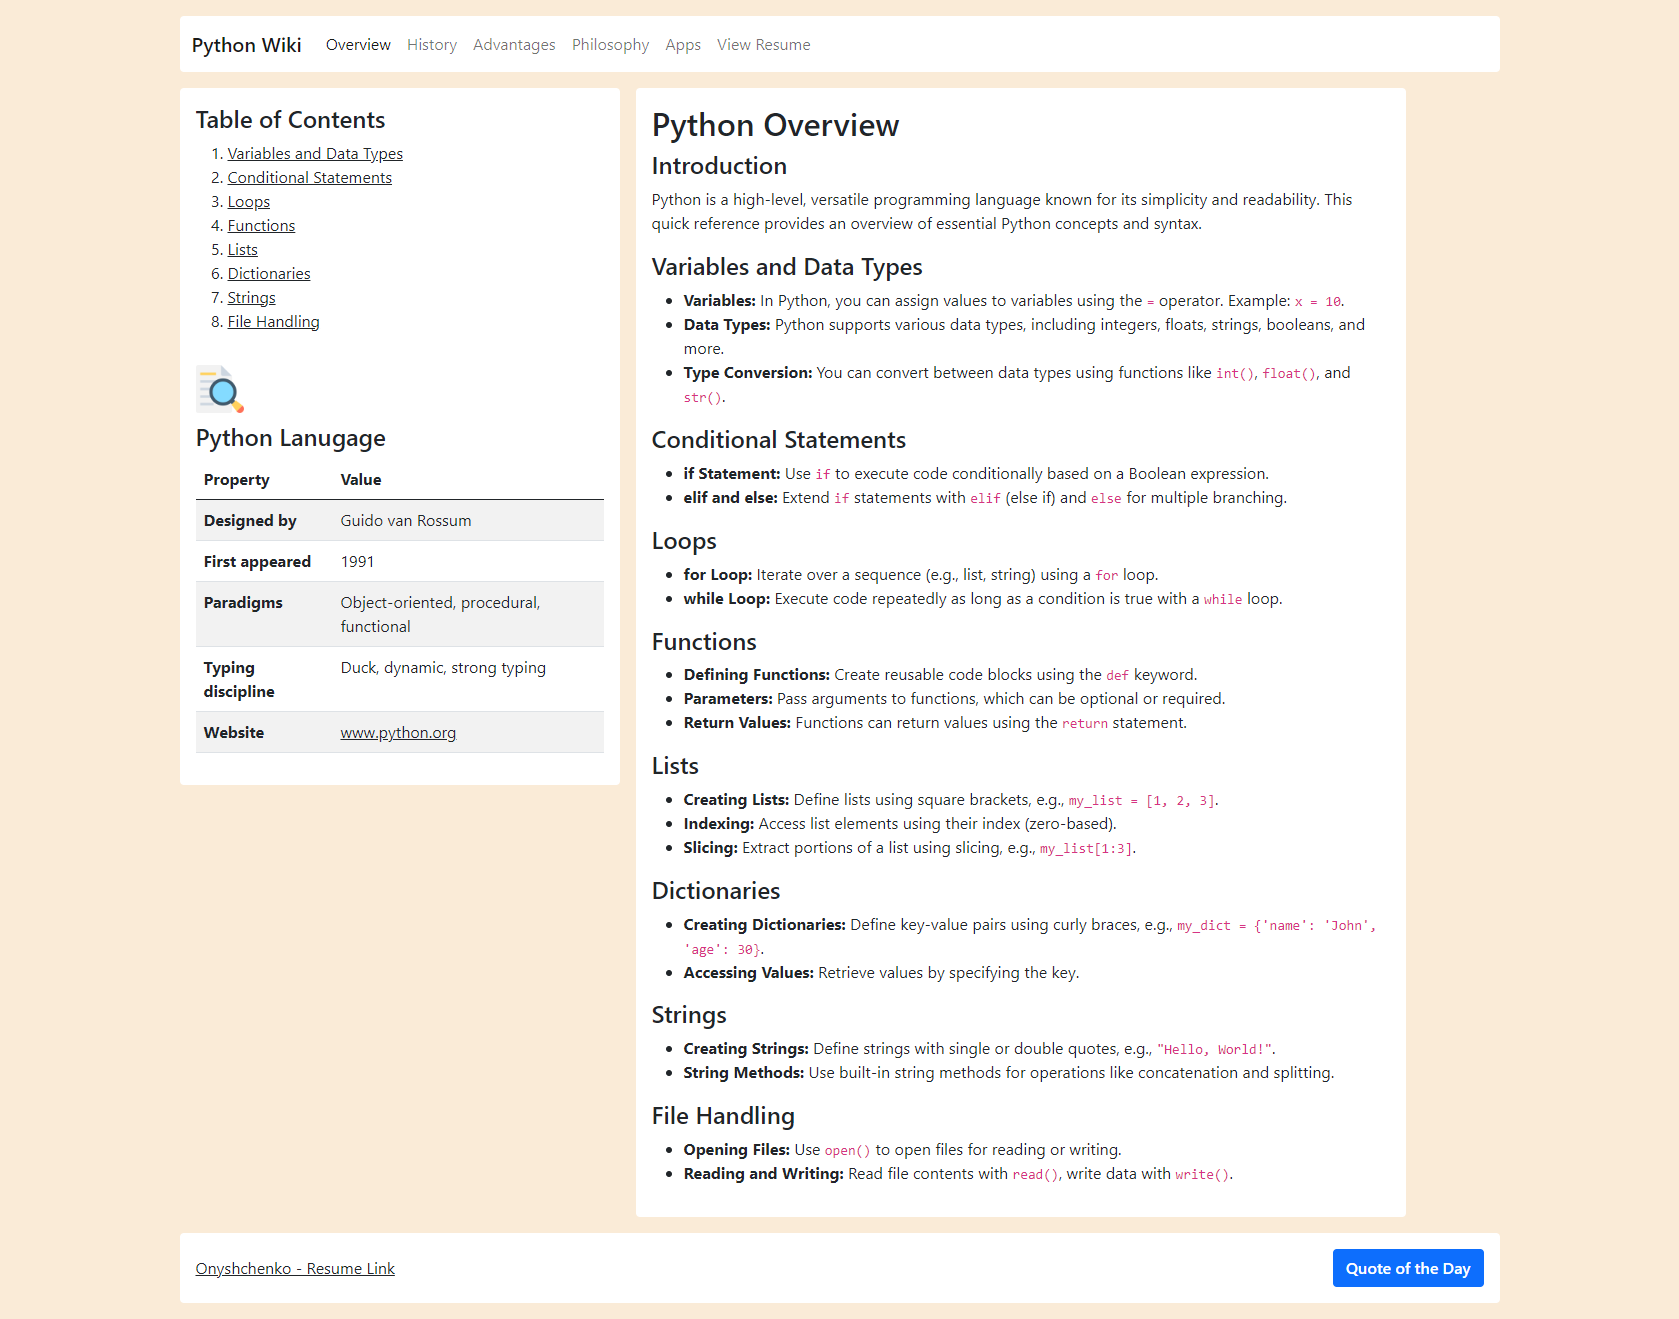 Python Wiki Overview History Advantages Philosophy Apps View Resume
Table of Contents
1. Variables and Data Types
2. Conditional Statements
3. Loops
4. Functions
5. Lists
6. Dictionaries
7. Strings
8. File Handling
Python Lanugage
Property Value
Designed by Guido van Rossum
First appeared 1991
Paradigms Object-oriented, procedural,
functional
Typing Duck, dynamic, strong typing
discipline
Website www.python.org
Python Overview
Introduction
Python is a high-level, versatile programming language known for its simplicity and readability. This
quick reference provides an overview of essential Python concepts and syntax.
Variables and Data Types
• Variables: In Python, you can assign values to variables using the = operator. Example: x = 10.
• Data Types: Python supports various data types, including integers, floats, strings, booleans, and
more.
• Type Conversion: You can convert between data types using functions like int(), float(), and
str().
Conditional Statements
• if Statement: Use if to execute code conditionally based on a Boolean expression.
• elif and else: Extend if statements with elif (else if) and else for multiple branching.
Loops
• for Loop: Iterate over a sequence (e.g., list, string) using a for loop.
• while Loop: Execute code repeatedly as long as a condition is true with a while loop.
Functions
• Defining Functions: Create reusable code blocks using the def keyword.
• Parameters: Pass arguments to functions, which can be optional or required.
• Return Values: Functions can return values using the return statement.
Lists
• Creating Lists: Define lists using square brackets, e.g., my_list = [1, 2, 3].
• Indexing: Access list elements using their index (zero-based).
• Slicing: Extract portions of a list using slicing, e.g., my_list[1:3].
Dictionaries
• Creating Dictionaries: Define key-value pairs using curly braces, e.g., my_dict = {'name': 'John',
'age': 30}.
• Accessing Values: Retrieve values by specifying the key.
Strings
• Creating Strings: Define strings with single or double quotes, e.g., "Hello, World!".
• String Methods: Use built-in string methods for operations like concatenation and splitting.
File Handling
• Opening Files: Use open() to open files for reading or writing.
• Reading and Writing: Read file contents with read(), write data with write().
Onyshchenko - Resume Link
Quote of the Day